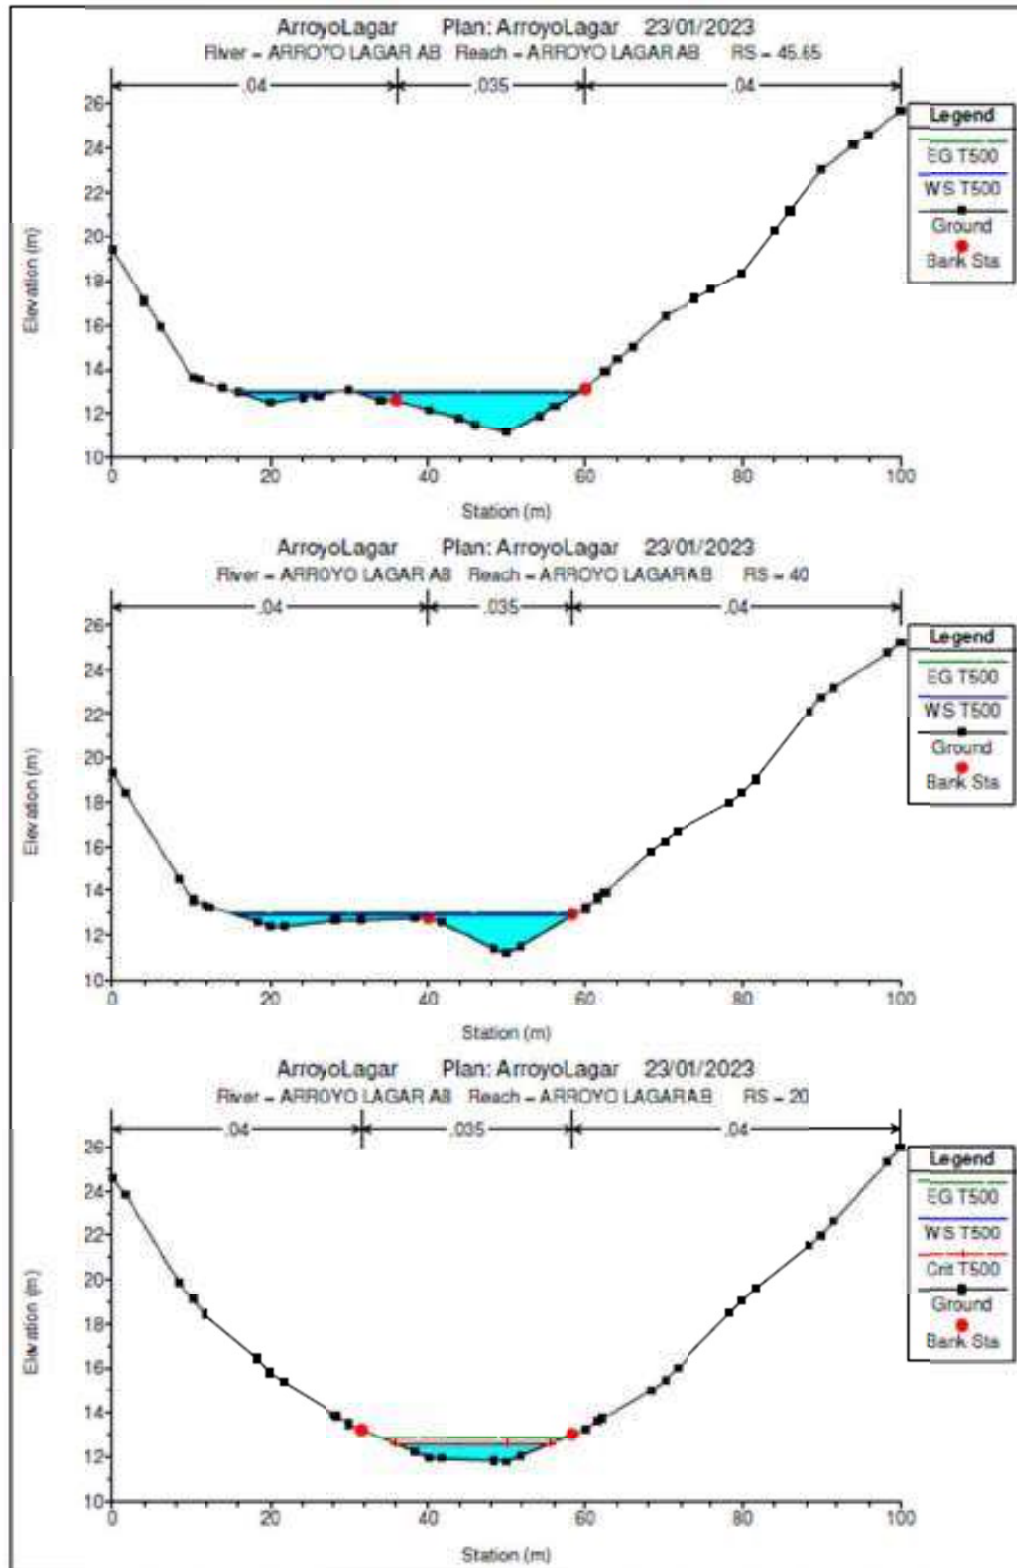 ArroyoLagar Plan: ArroyoLagar 23/01/2023
River = ARROYO LAGAR AB Reach = ARROYO LAGAR AB RS = 45.65
.04 .035 .04
Legend
EG T500
WS T500
Ground
Bank Sta
26
24
22
20
18
16
14
12
10
Elevation (m)
0 20 40 60 80 100
Station (m)
ArroyoLagar Plan: ArroyoLagar 23/01/2023
River = ARROYO LAGAR AB Reach = ARROYO LAGAR AB RS = 40
.04 .035 .04
Legend
EG T500
WS T500
Ground
Bank Sta
26
24
22
20
18
16
14
12
10
Elevation (m)
0 20 40 60 80 100
Station (m)
ArroyoLagar Plan: ArroyoLagar 23/01/2023
River = ARROYO LAGAR AB Reach = ARROYO LAGAR AB RS = 20
.04 .035 .04
Legend
EG T500
WS T500
Crit T500
Ground
Bank Sta
26
24
22
20
18
16
14
12
10
Elevation (m)
0 20 40 60 80 100
Station (m)